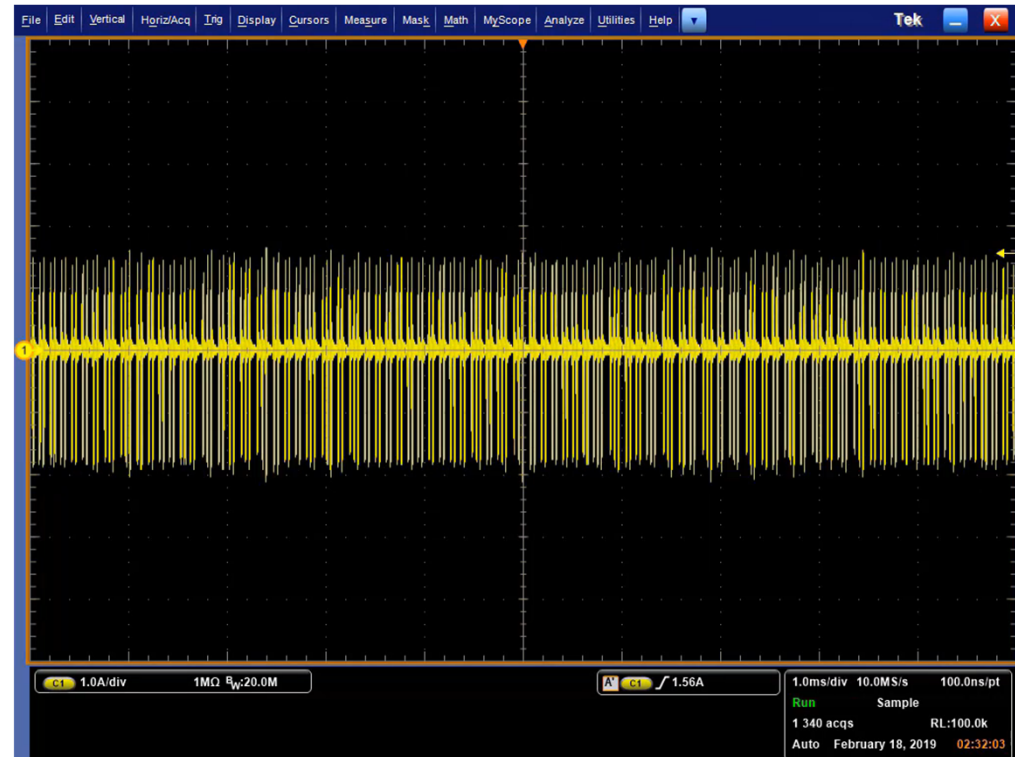 File Edit Vertical Horiz/Acq Trig Display Cursors Measure Mask Math MyScope Analyze Utilities Help Tek X
1
C1 1.0A/div 1MΩ BW:20.0M
A' C1 1.56A
1.0ms/div 10.0MS/s 100.0ns/pt
Run Sample
1 340 acqs RL:100.0k
Auto February 18, 2019 02:32:03